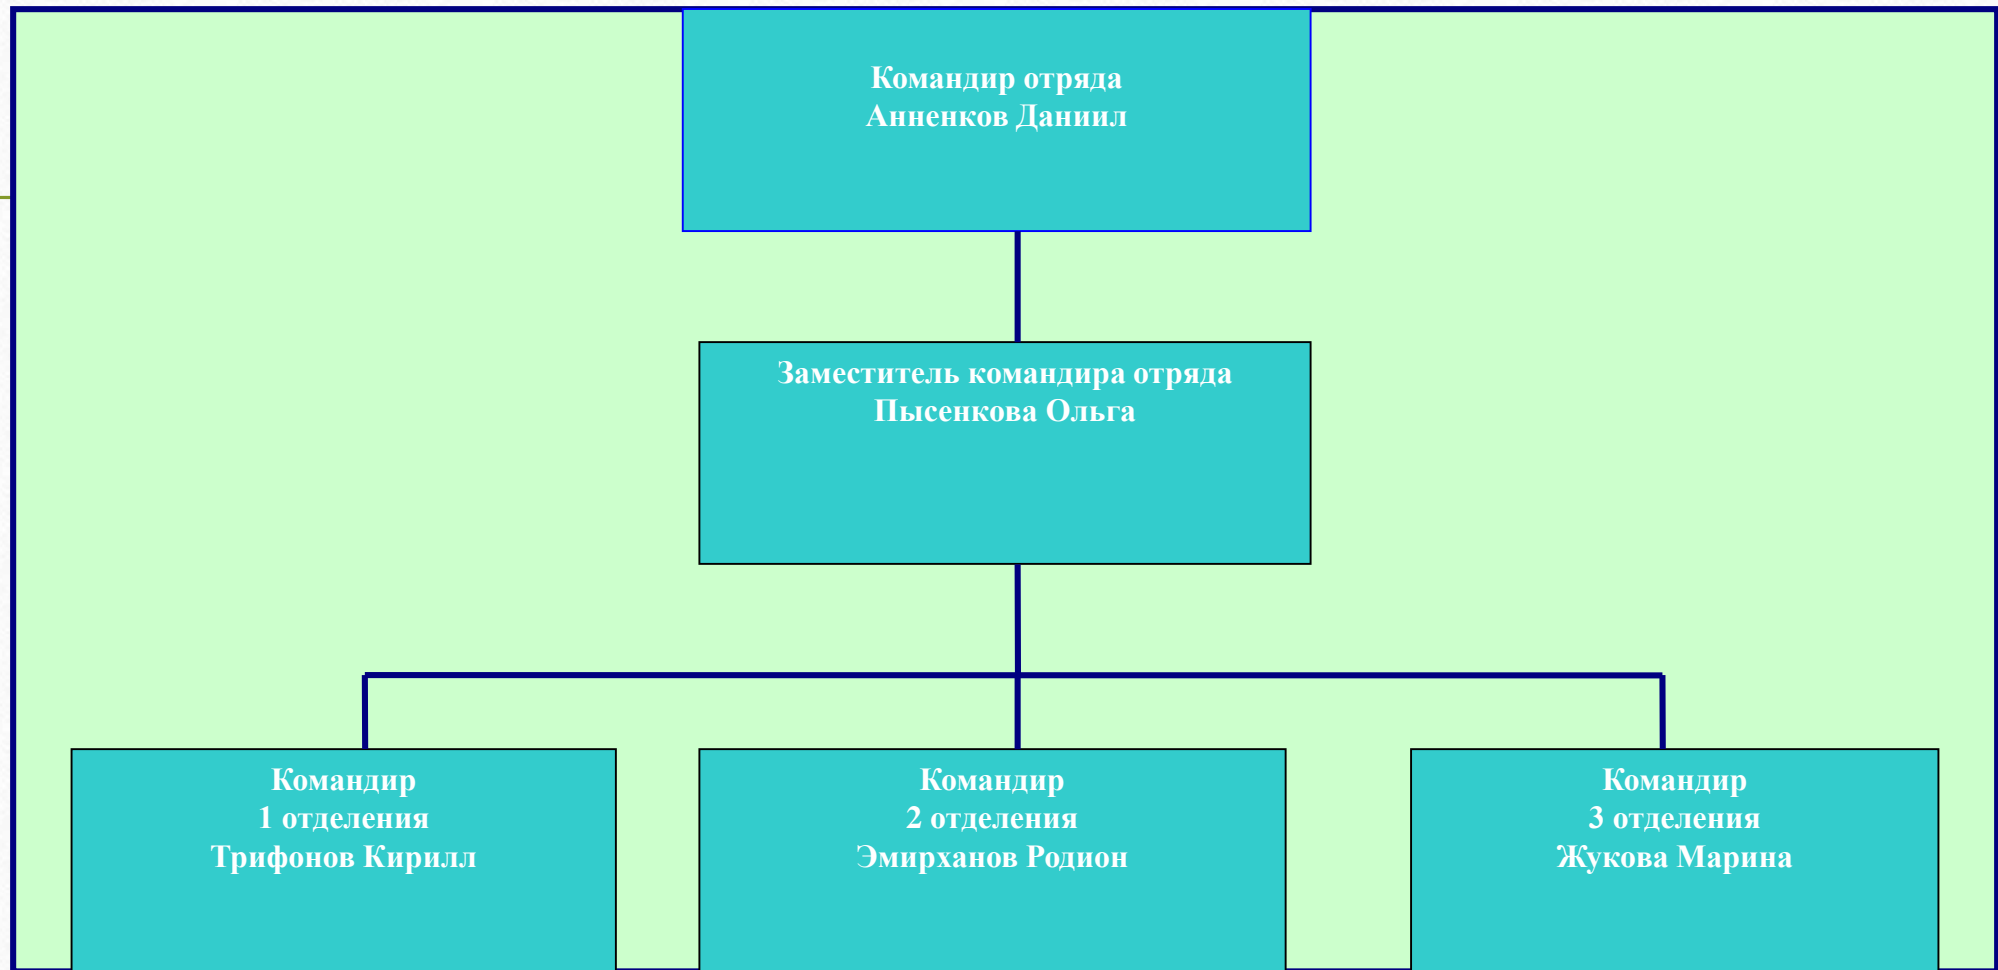 Командир отряда
Анненков Даниил
Заместитель командира отряда
Пысенкова Ольга
Командир
1 отделения
Трифонов Кирилл
Командир
2 отделения
Эмирханов Родион
Командир
3 отделения
Жукова Марина